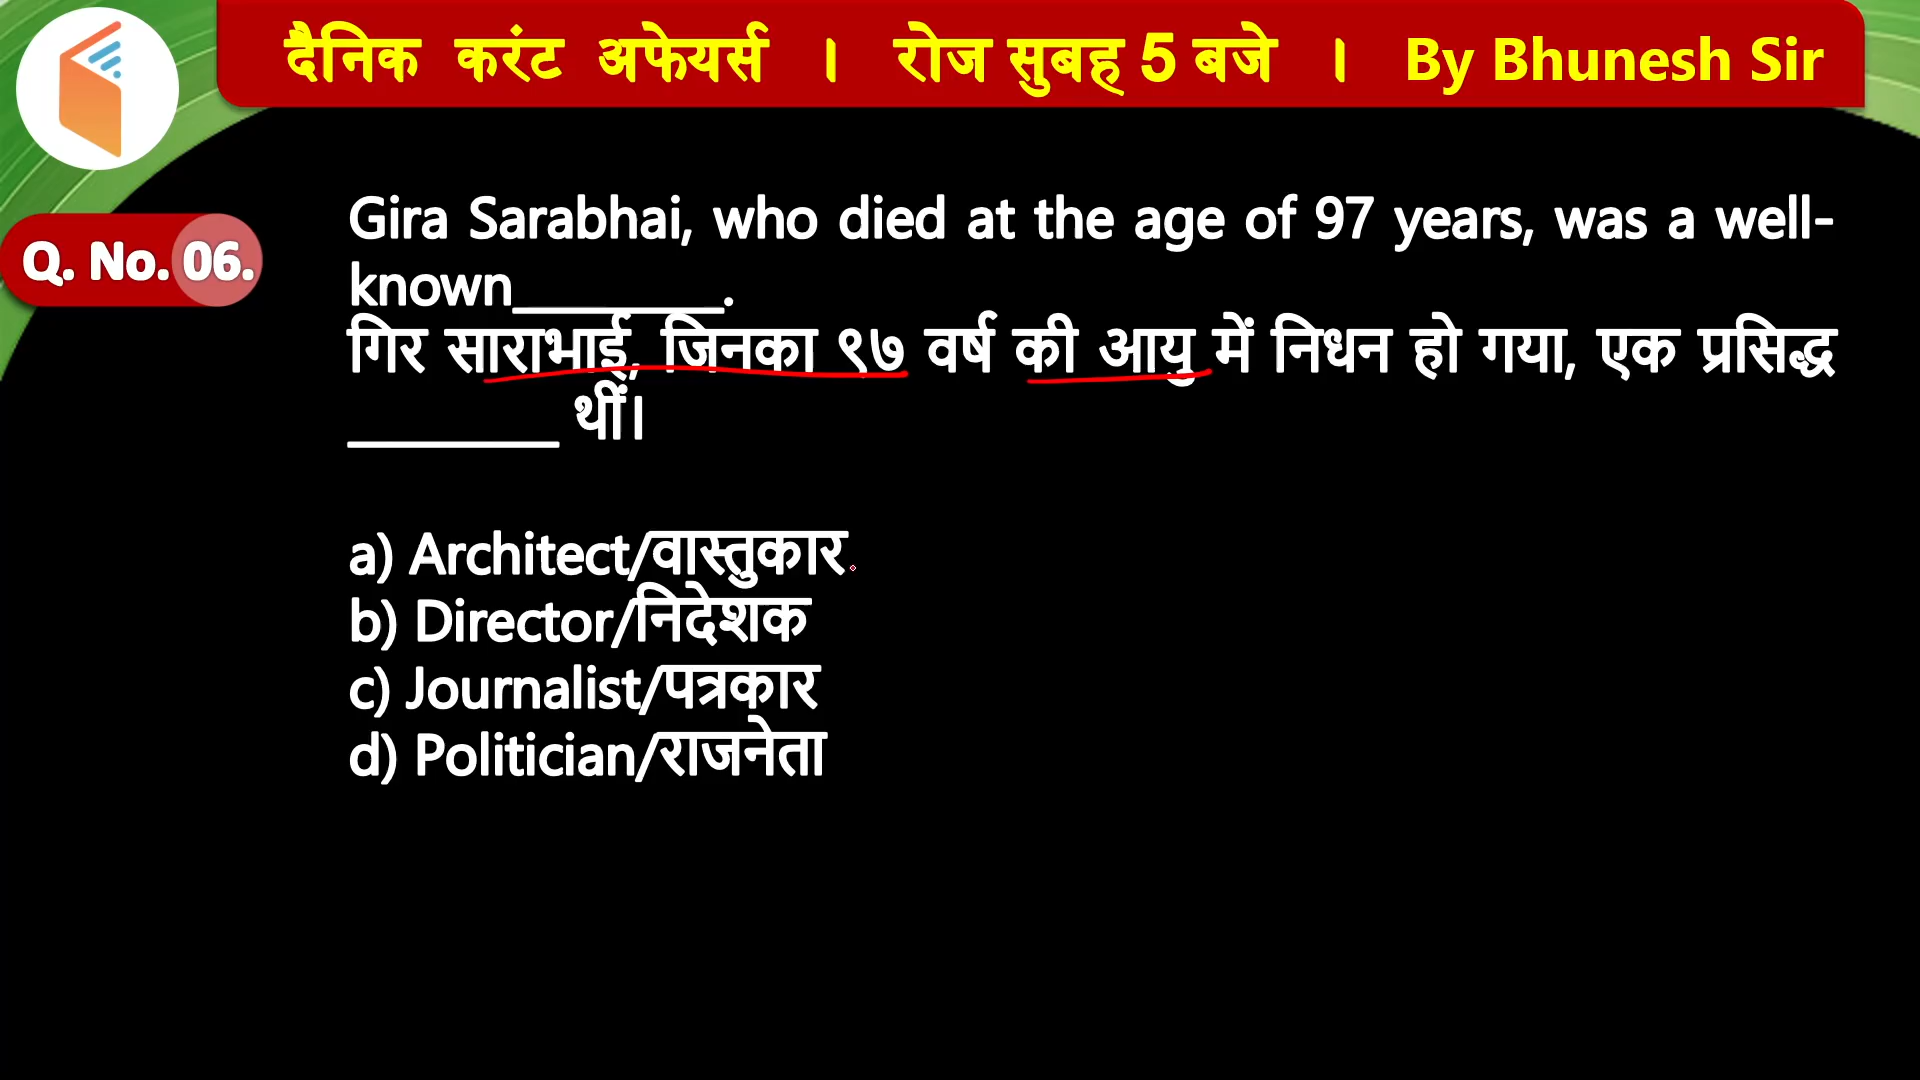 दैनिक करंट अफेयर्स । रोज सुबह 5 बजे । By Bhunesh Sir
Q. No. 06.
Gira Sarabhai, who died at the age of 97 years, was a well-
known________.
गिर साराभाई, जिनका ९७ वर्ष की आयु में निधन हो गया, एक प्रसिद्ध
________ थीं।
a) Architect/वास्तुकार
b) Director/निदेशक
c) Journalist/पत्रकार
d) Politician/राजनेता